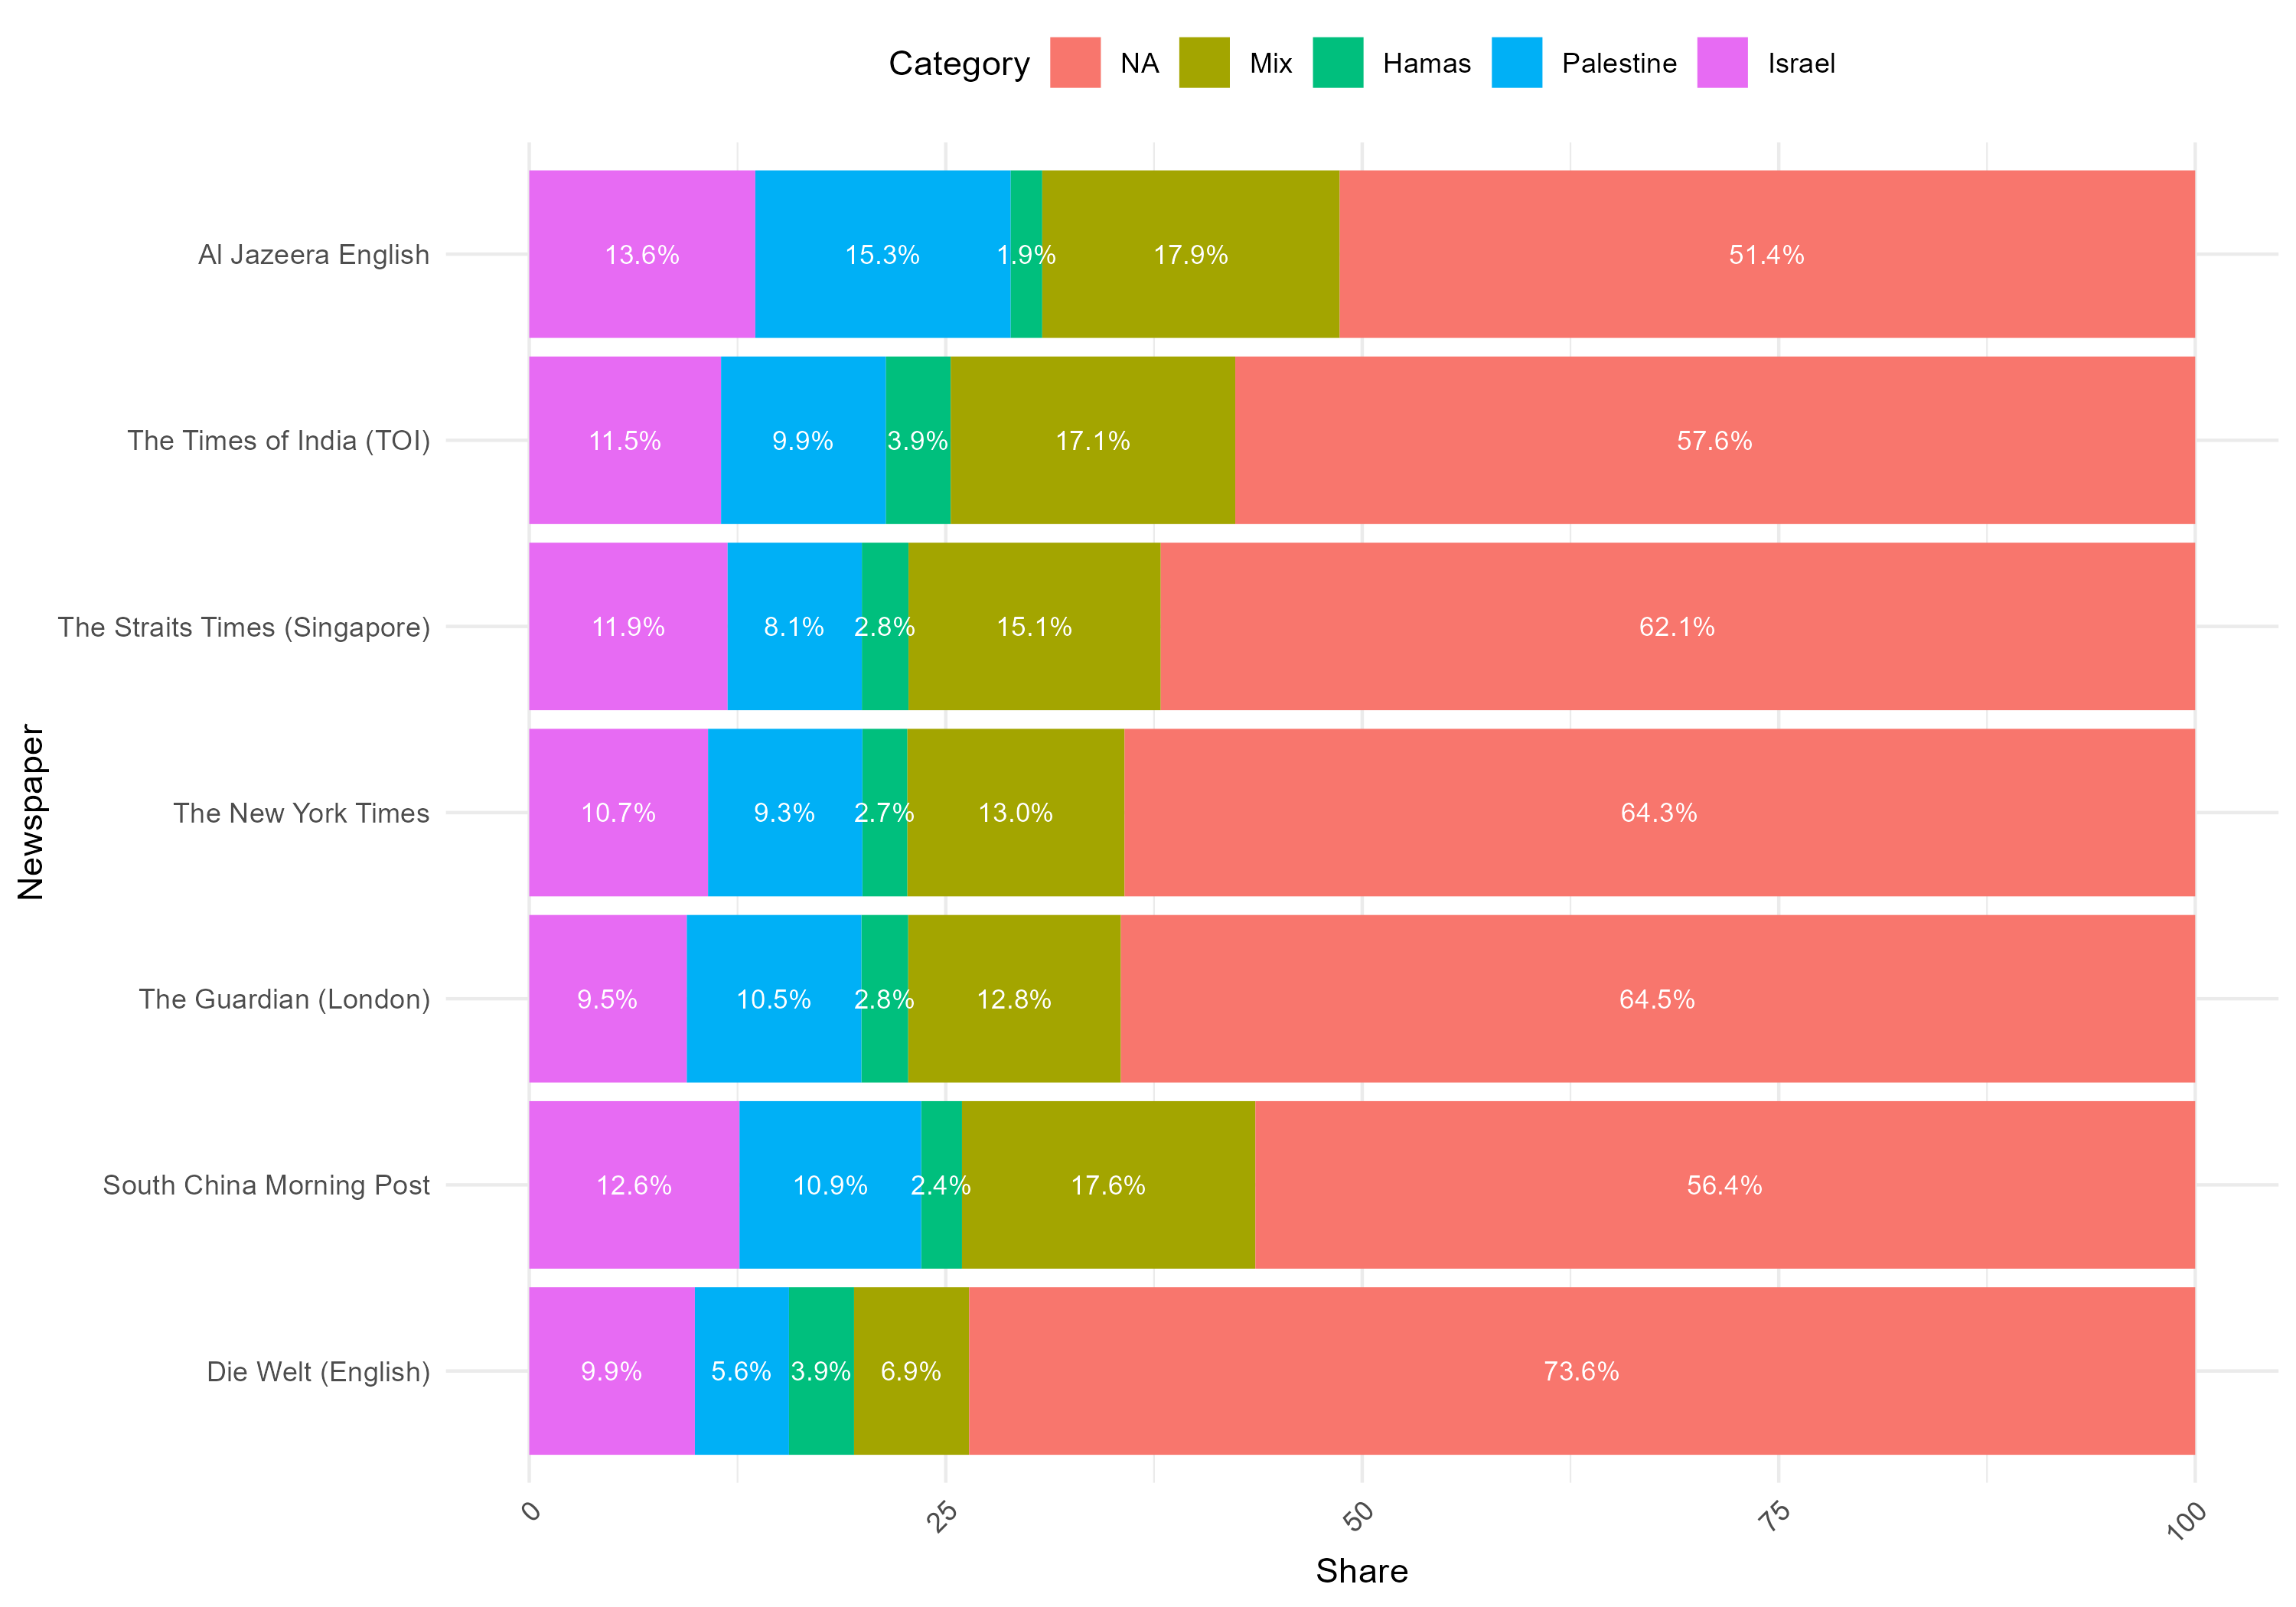 Category NA Mix Hamas Palestine Israel
Al Jazeera English 13.6% 15.3% 1.9% 17.9% 51.4%
The Times of India (TOI) 11.5% 9.9% 3.9% 17.1% 57.6%
The Straits Times (Singapore) 11.9% 8.1% 2.8% 15.1% 62.1%
The New York Times 10.7% 9.3% 2.7% 13.0% 64.3%
The Guardian (London) 9.5% 10.5% 2.8% 12.8% 64.5%
South China Morning Post 12.6% 10.9% 2.4% 17.6% 56.4%
Die Welt (English) 9.9% 5.6% 3.9% 6.9% 73.6%
Newspaper
0 25 50 75 100
Share